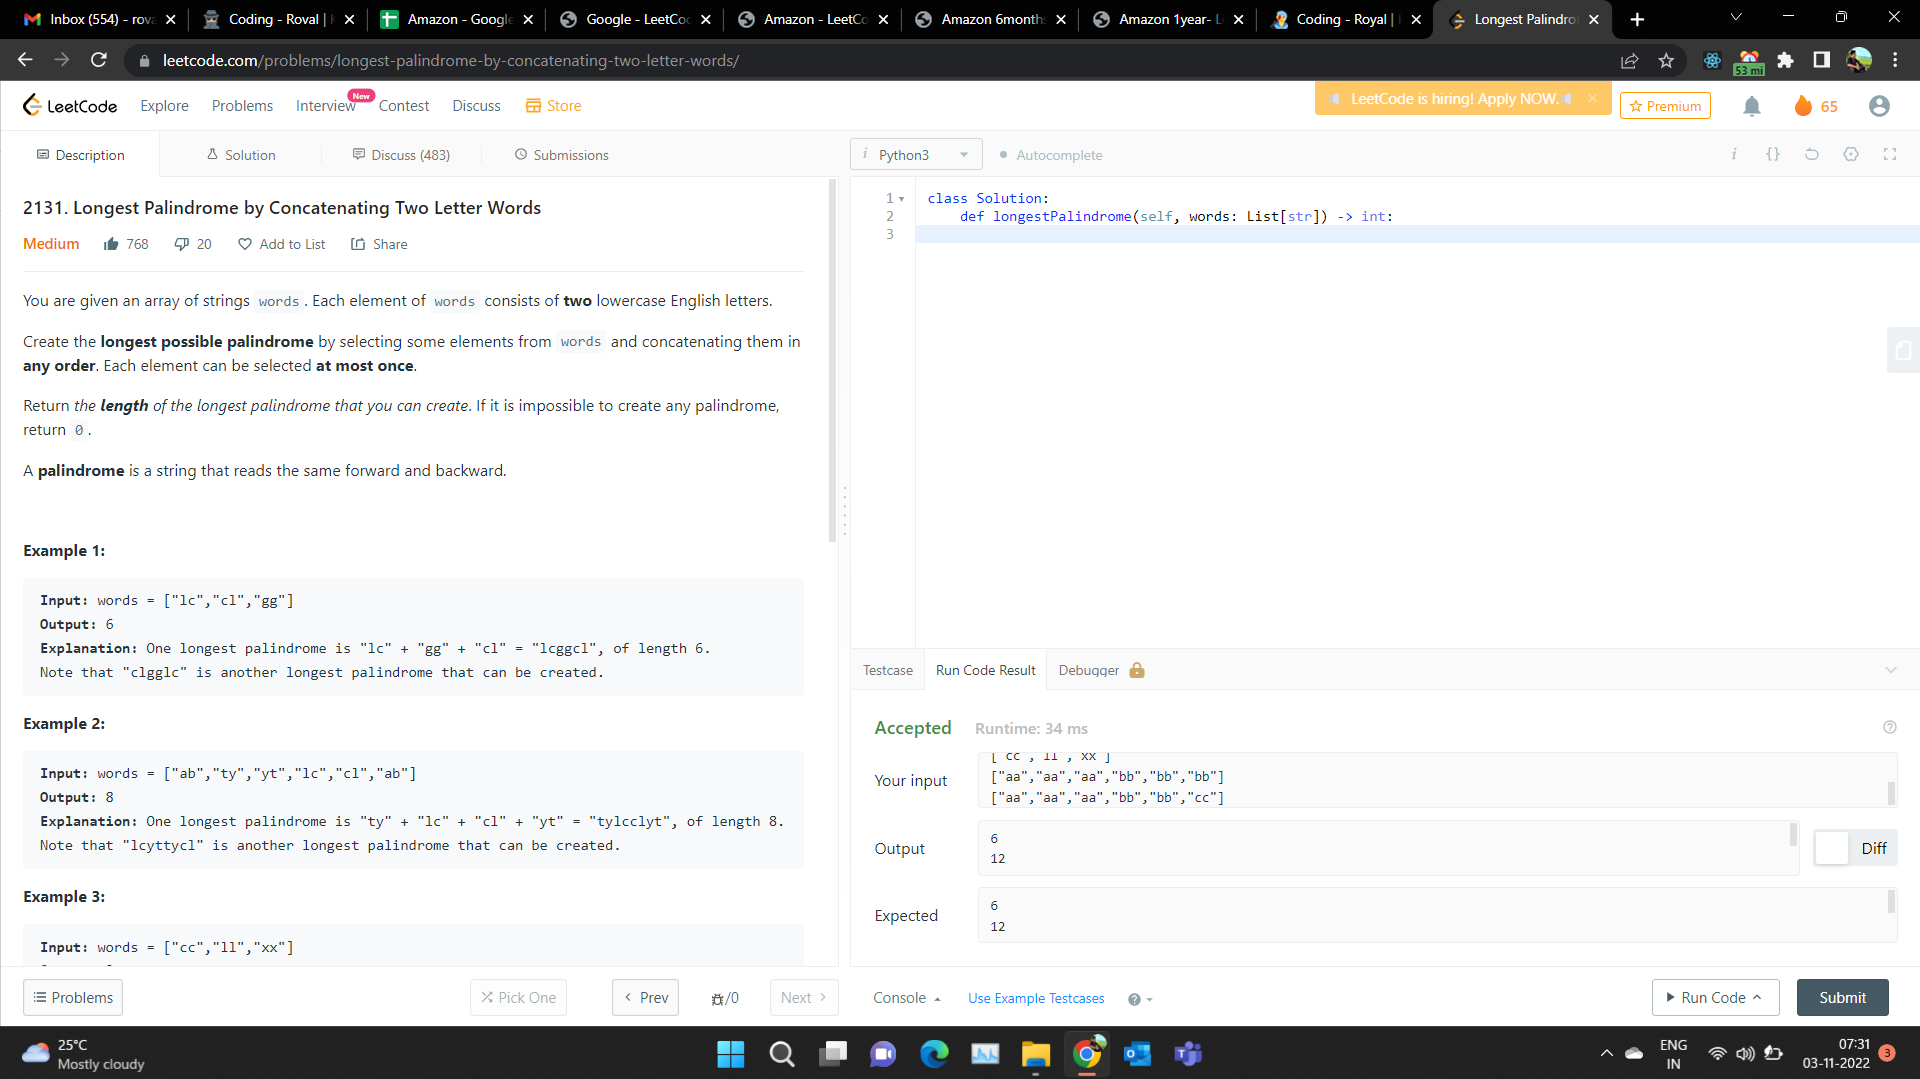 Inbox (554) - rova
Coding - Roval |
Amazon - Google
Google - LeetCo
Amazon - LeetCo
Amazon 6month
Amazon 1year- L
Coding - Royal |
Longest Palindro
leetcode.com/problems/longest-palindrome-by-concatenating-two-letter-words/
53 mi
LeetCode
Explore
Problems
Interview
New
Contest
Discuss
Store
LeetCode is hiring! Apply NOW.
Premium
65
Description
Solution
Discuss (483)
Submissions
i Python3
Autocomplete
i {}
2131. Longest Palindrome by Concatenating Two Letter Words
Medium 768 20 Add to List Share
You are given an array of strings words. Each element of words consists of two lowercase English letters.
Create the longest possible palindrome by selecting some elements from words and concatenating them in
any order. Each element can be selected at most once.
Return the length of the longest palindrome that you can create. If it is impossible to create any palindrome,
return 0.
A palindrome is a string that reads the same forward and backward.
Example 1:
Input: words = ["lc","cl","gg"]
Output: 6
Explanation: One longest palindrome is "lc" + "gg" + "cl" = "lcggcl", of length 6.
Note that "clgglc" is another longest palindrome that can be created.
Example 2:
Input: words = ["ab","ty","yt","lc","cl","ab"]
Output: 8
Explanation: One longest palindrome is "ty" + "lc" + "cl" + "yt" = "tylcclyt", of length 8.
Note that "lcyttycl" is another longest palindrome that can be created.
Example 3:
Input: words = ["cc","ll","xx"]
1 class Solution:
2 def longestPalindrome(self, words: List[str]) -> int:
3
Testcase
Run Code Result
Debugger
Accepted Runtime: 34 ms
Your input
["cc","ll","xx"]
["aa","aa","aa","bb","bb","bb"]
["aa","aa","aa","bb","bb","cc"]
Output
6
12
Diff
Expected
6
12
Problems
Pick One
Prev
/0
Next
Console
Use Example Testcases
Run Code
Submit
25°C
Mostly cloudy
ENG
IN
07:31
03-11-2022
3